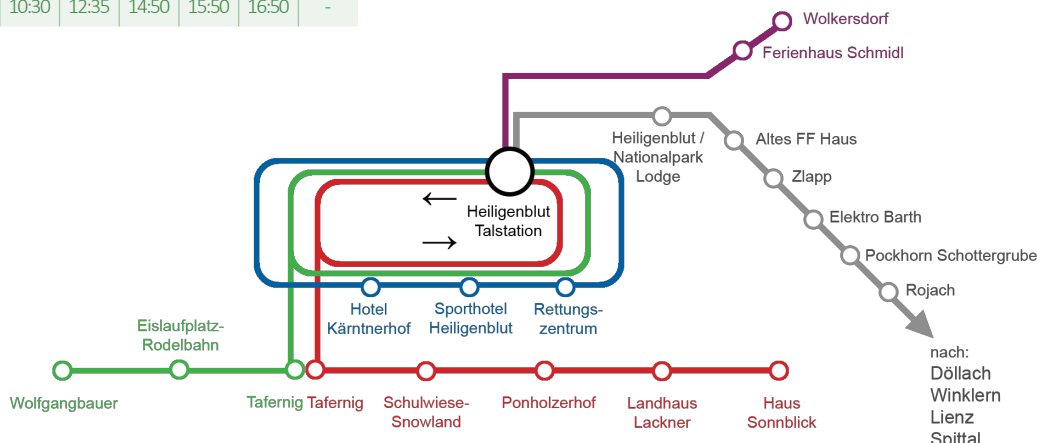 10:30 12:35 14:50 15:50 16:50 -
Wolkersdorf
Ferienhaus Schmidl
Heiligenblut /
Nationalpark
Lodge
Altes FF Haus
Zlapp
Elektro Barth
Pockhorn Schottergrube
Rojach
nach:
Döllach
Winklern
Lienz
Spittal
←
Heiligenblut
Talstation
→
Hotel
Kärntnerhof
Sporthotel
Heiligenblut
Rettungs-
zentrum
Eislaufplatz-
Rodelbahn
Wolfgangbauer
Tafernig
Tafernig
Schulwiese-
Snowland
Ponholzerhof
Landhaus
Lackner
Haus
Sonnblick